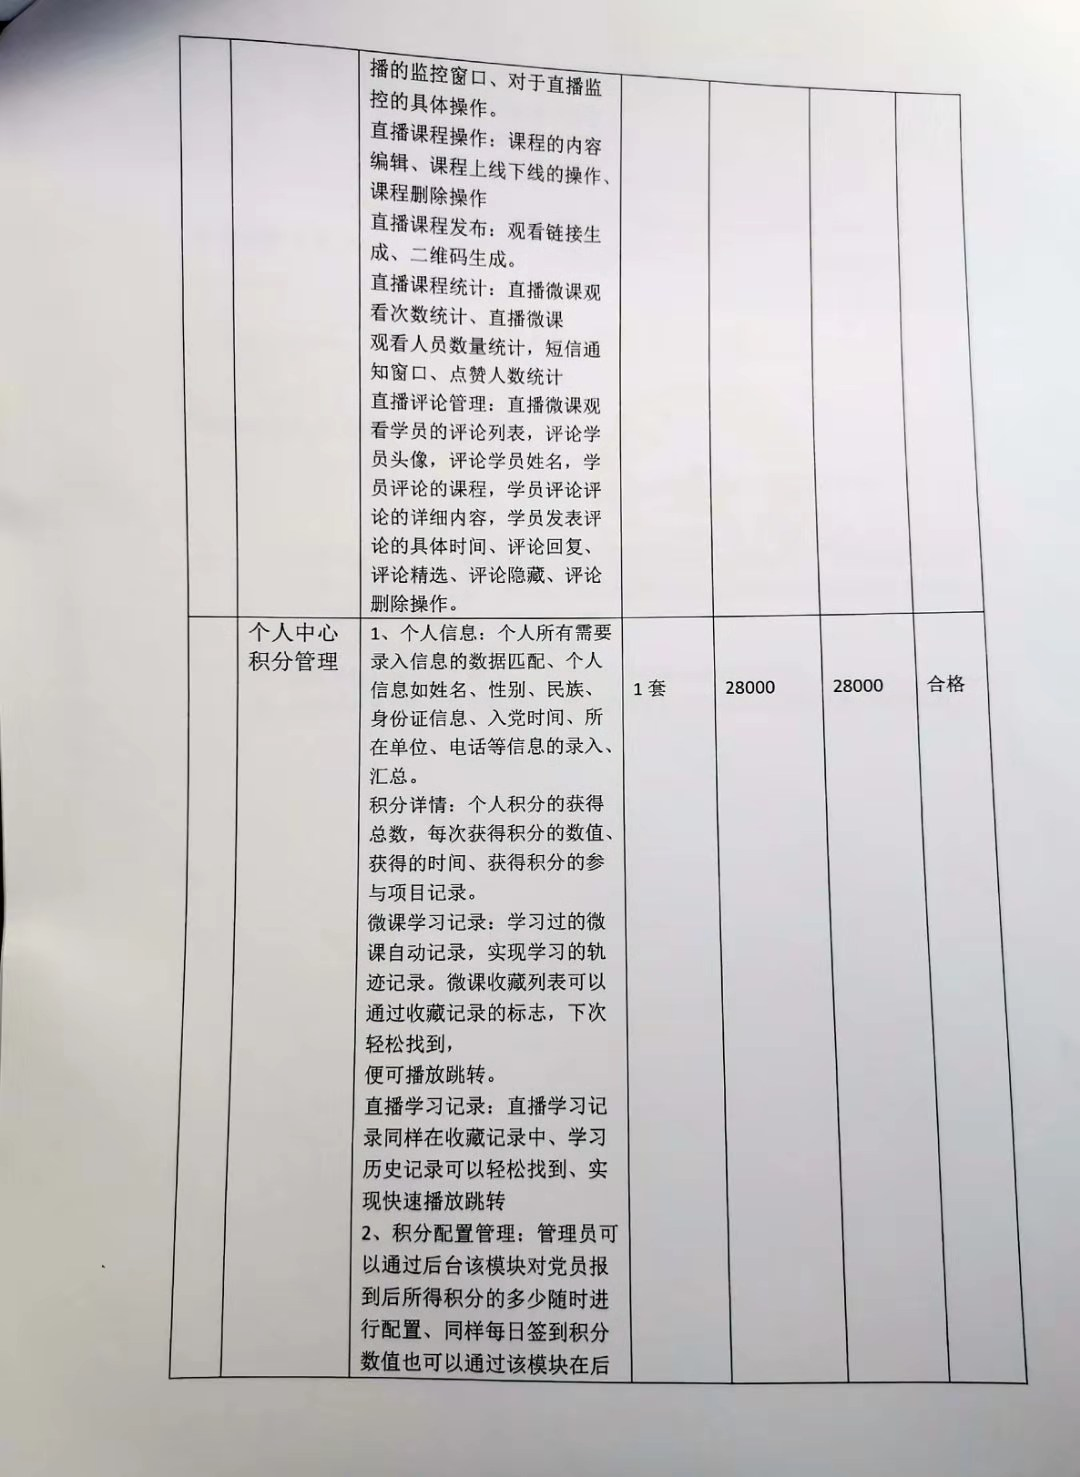 播的监控窗口、对于直播监
控的具体操作。
直播课程操作：课程的内容
编辑、课程上线下线的操作、
课程删除操作
直播课程发布：观看链接生
成、二维码生成。
直播课程统计：直播微课观
看次数统计、直播微课
观看人员数量统计，短信通
知窗口、点赞人数统计
直播评论管理：直播微课观
看学员的评论列表，评论学
员头像，评论学员姓名，学
员评论的课程，学员评论评
论的详细内容，学员发表评
论的具体时间、评论回复、
评论精选、评论隐藏、评论
删除操作。
个人中心
积分管理
1、个人信息：个人所有需要
录入信息的数据匹配、个人
信息如姓名、性别、民族、
身份证信息、入党时间、所
在单位、电话等信息的录入、
汇总。
积分详情：个人积分的获得
总数，每次获得积分的数值、
获得的时间、获得积分的参
与项目记录。
微课学习记录：学习过的微
课自动记录，实现学习的轨
迹记录。微课收藏列表可以
通过收藏记录的标志，下次
轻松找到，
便可播放跳转。
直播学习记录：直播学习记
录同样在收藏记录中、学习
历史记录可以轻松找到、实
现快速播放跳转
2、积分配置管理：管理员可
以通过后台该模块对党员报
到后所得积分的多少随时进
行配置、同样每日签到积分
数值也可以通过该模块在后
1 套
28000
28000
合格